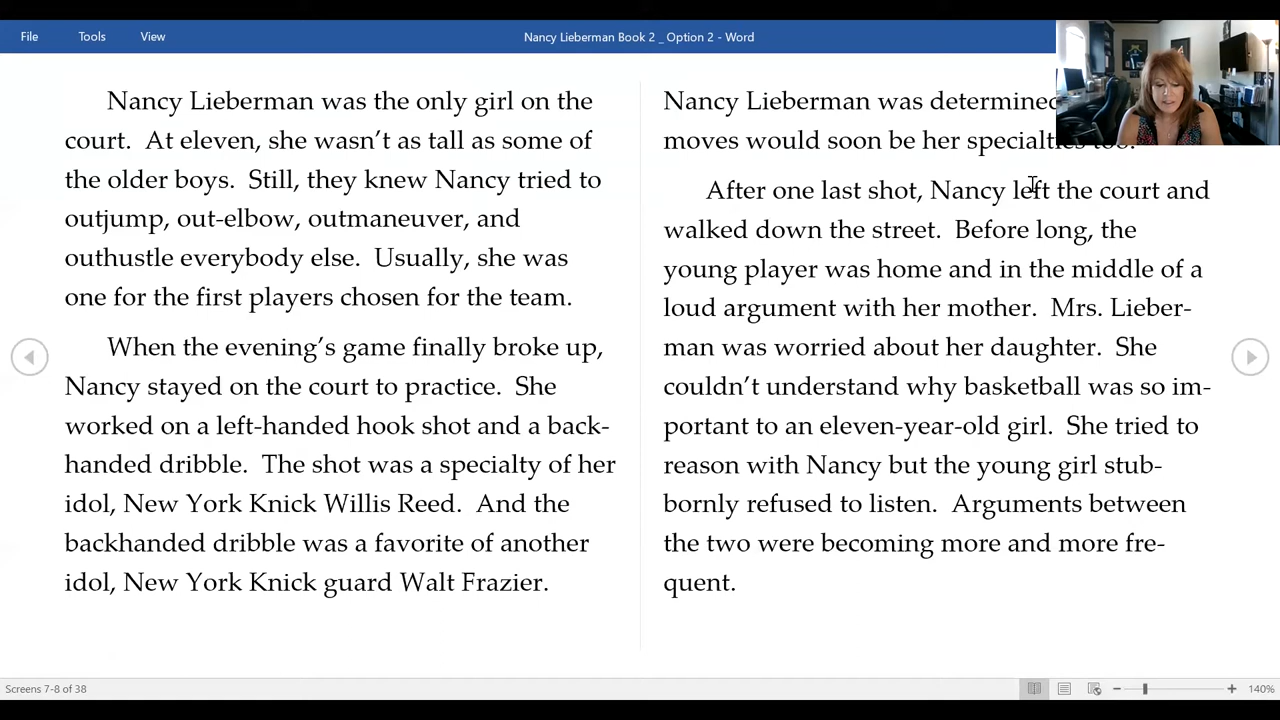 File Tools View Nancy Lieberman Book 2 _ Option 2 - Word
Nancy Lieberman was the only girl on the
court. At eleven, she wasn’t as tall as some of
the older boys. Still, they knew Nancy tried to
outjump, out-elbow, outmaneuver, and
outhustle everybody else. Usually, she was
one for the first players chosen for the team.
When the evening’s game finally broke up,
Nancy stayed on the court to practice. She
worked on a left-handed hook shot and a back-
handed dribble. The shot was a specialty of her
idol, New York Knick Willis Reed. And the
backhanded dribble was a favorite of another
idol, New York Knick guard Walt Frazier.
Nancy Lieberman was determined
moves would soon be her specialties too.
After one last shot, Nancy left the court and
walked down the street. Before long, the
young player was home and in the middle of a
loud argument with her mother. Mrs. Lieber-
man was worried about her daughter. She
couldn’t understand why basketball was so im-
portant to an eleven-year-old girl. She tried to
reason with Nancy but the young girl stub-
bornly refused to listen. Arguments between
the two were becoming more and more fre-
quent.
Screens 7-8 of 38 140%